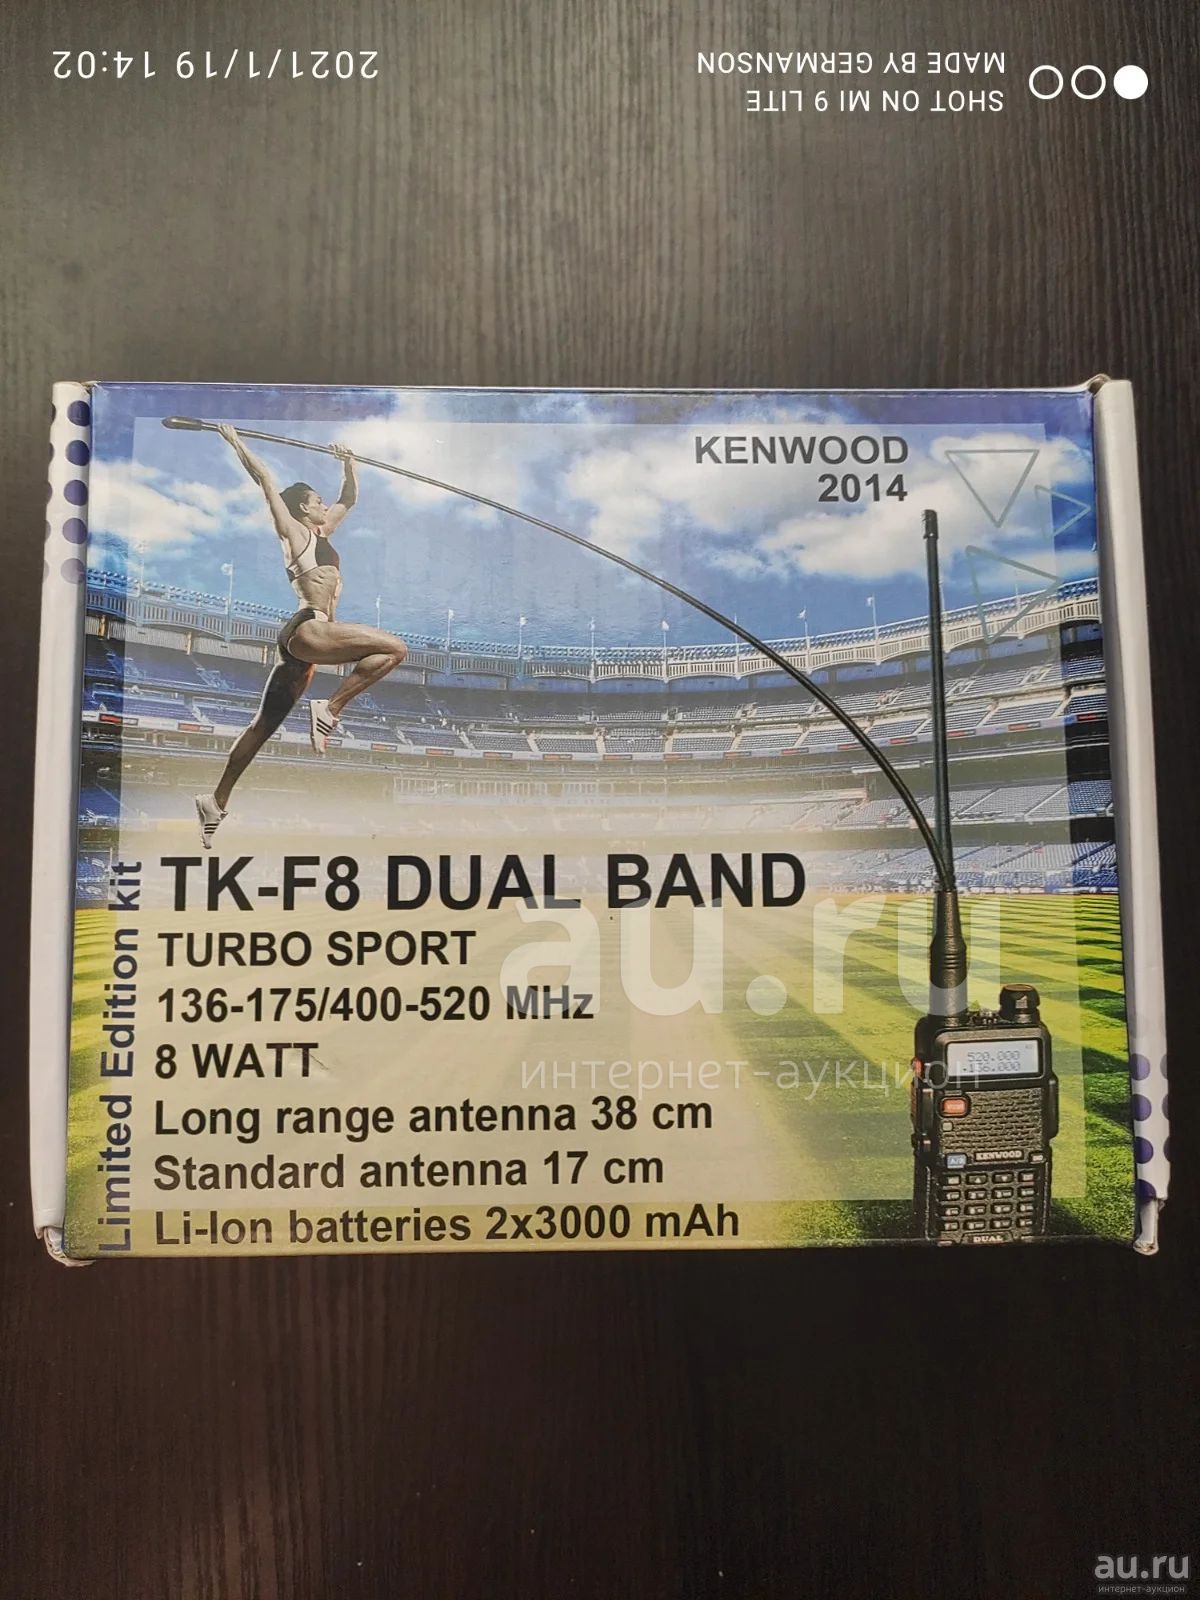 SHOT ON MI 9 LITE
MADE BY GERMANSON
2021/1/19 14:02
KENWOOD
2014
Limited Edition kit
TK-F8 DUAL BAND
TURBO SPORT
136-175/400-520 MHz
8 WATT
Long range antenna 38 cm
Standard antenna 17 cm
Li-Ion batteries 2x3000 mAh
520.000
136.000
KENWOOD
DUAL
au.ru
интернет-аукцион
au.ru
интернет-аукцион